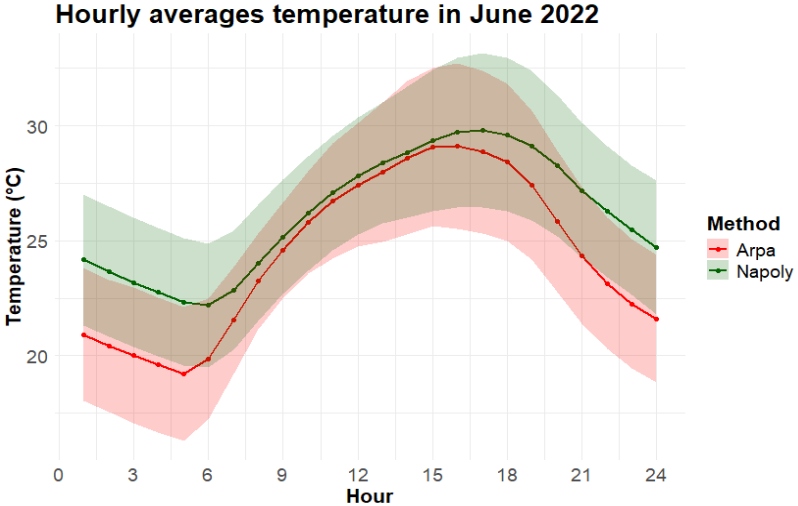 Hourly averages temperature in June 2022
Temperature (°C)
30
25
20
0 3 6 9 12 15 18 21 24
Hour
Method
Arpa
Napoly